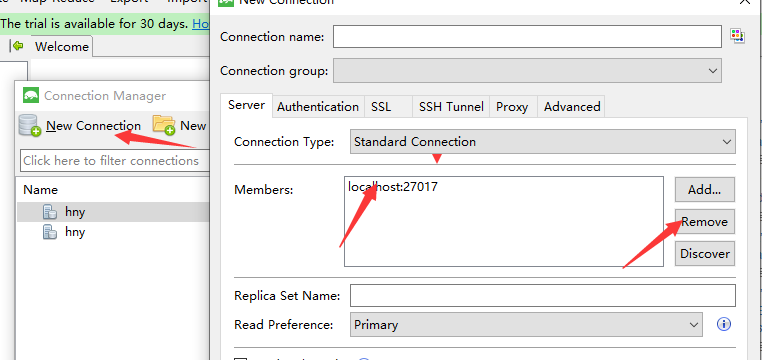 Map-Reduce Export Import
New Connection
The trial is available for 30 days. Ho
Welcome
Connection name:
Connection group:
Connection Manager
New Connection New
Click here to filter connections
Name
hny
hny
Server Authentication SSL SSH Tunnel Proxy Advanced
Connection Type: Standard Connection
Members: localhost:27017
Add...
Remove
Discover
Replica Set Name:
Read Preference: Primary